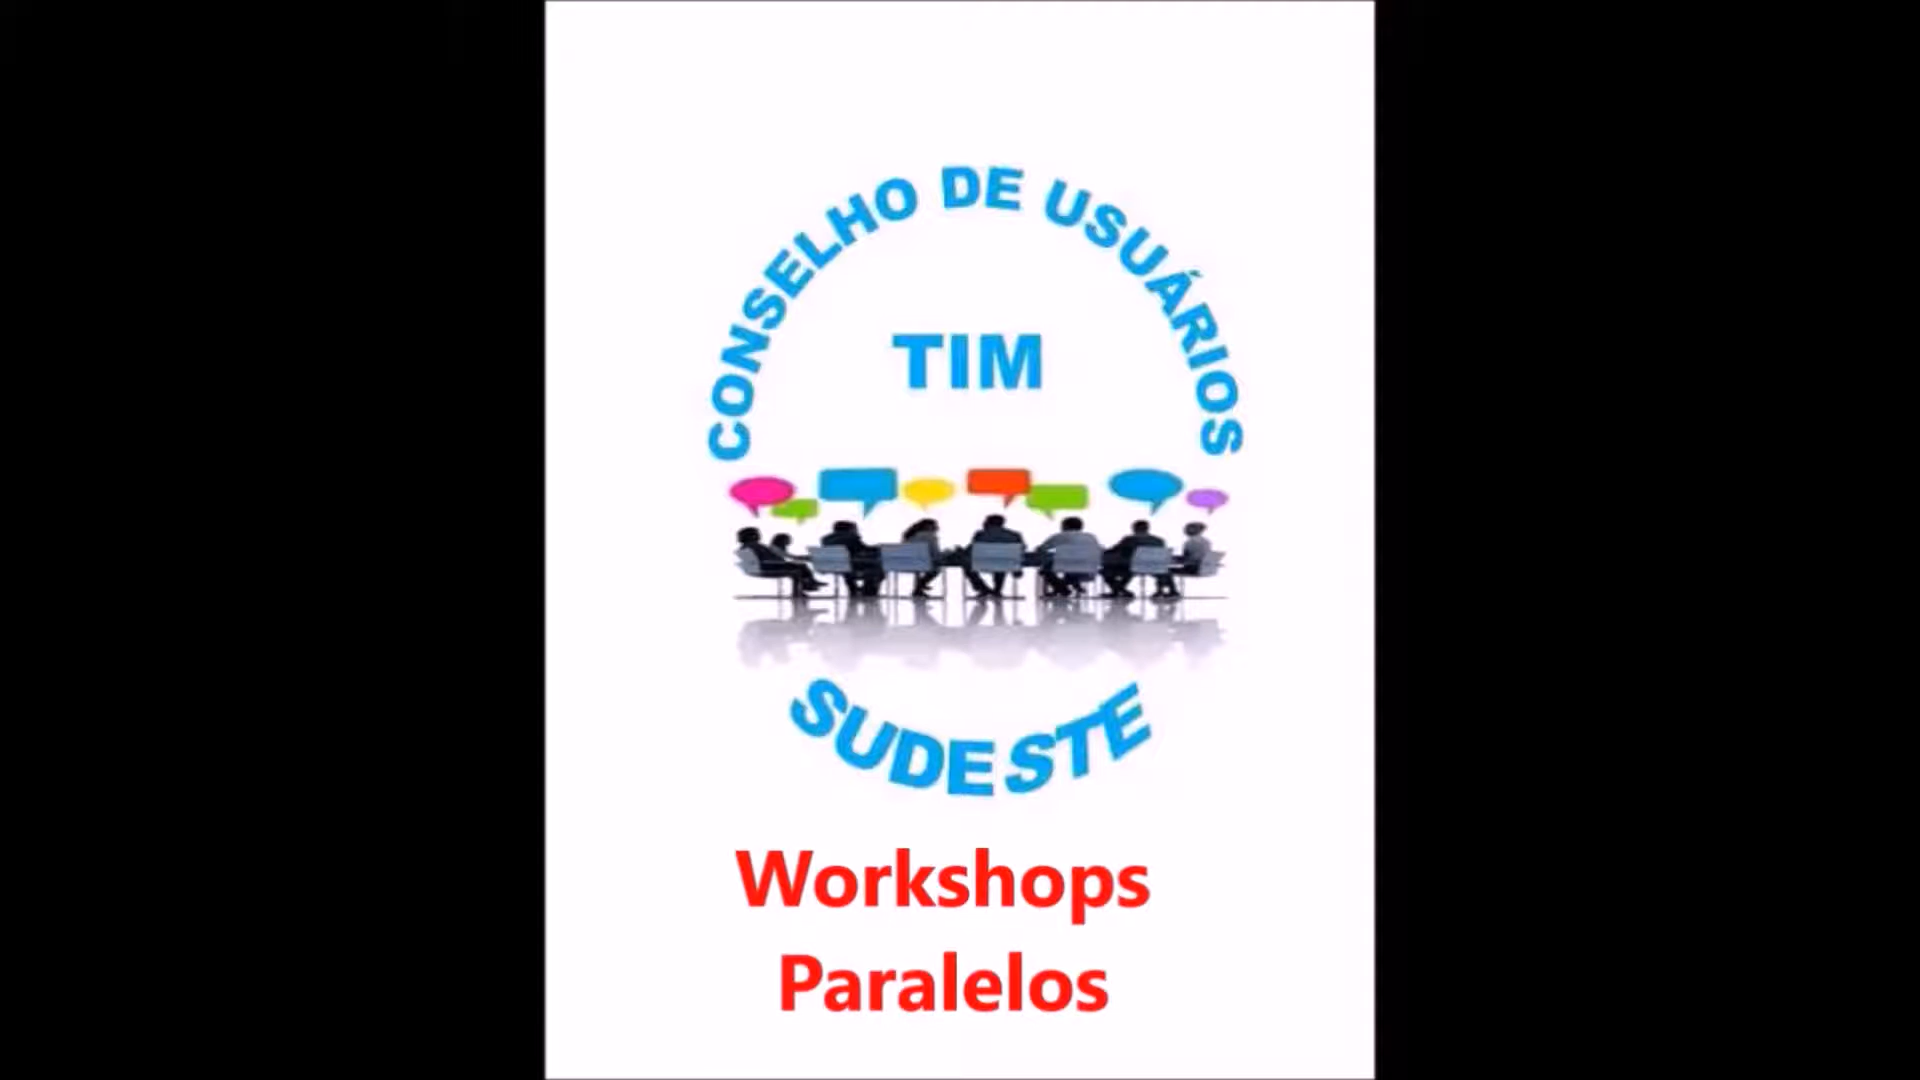 CONSELHO DE USUÁRIOS
TIM
SUDESTE
Workshops
Paralelos